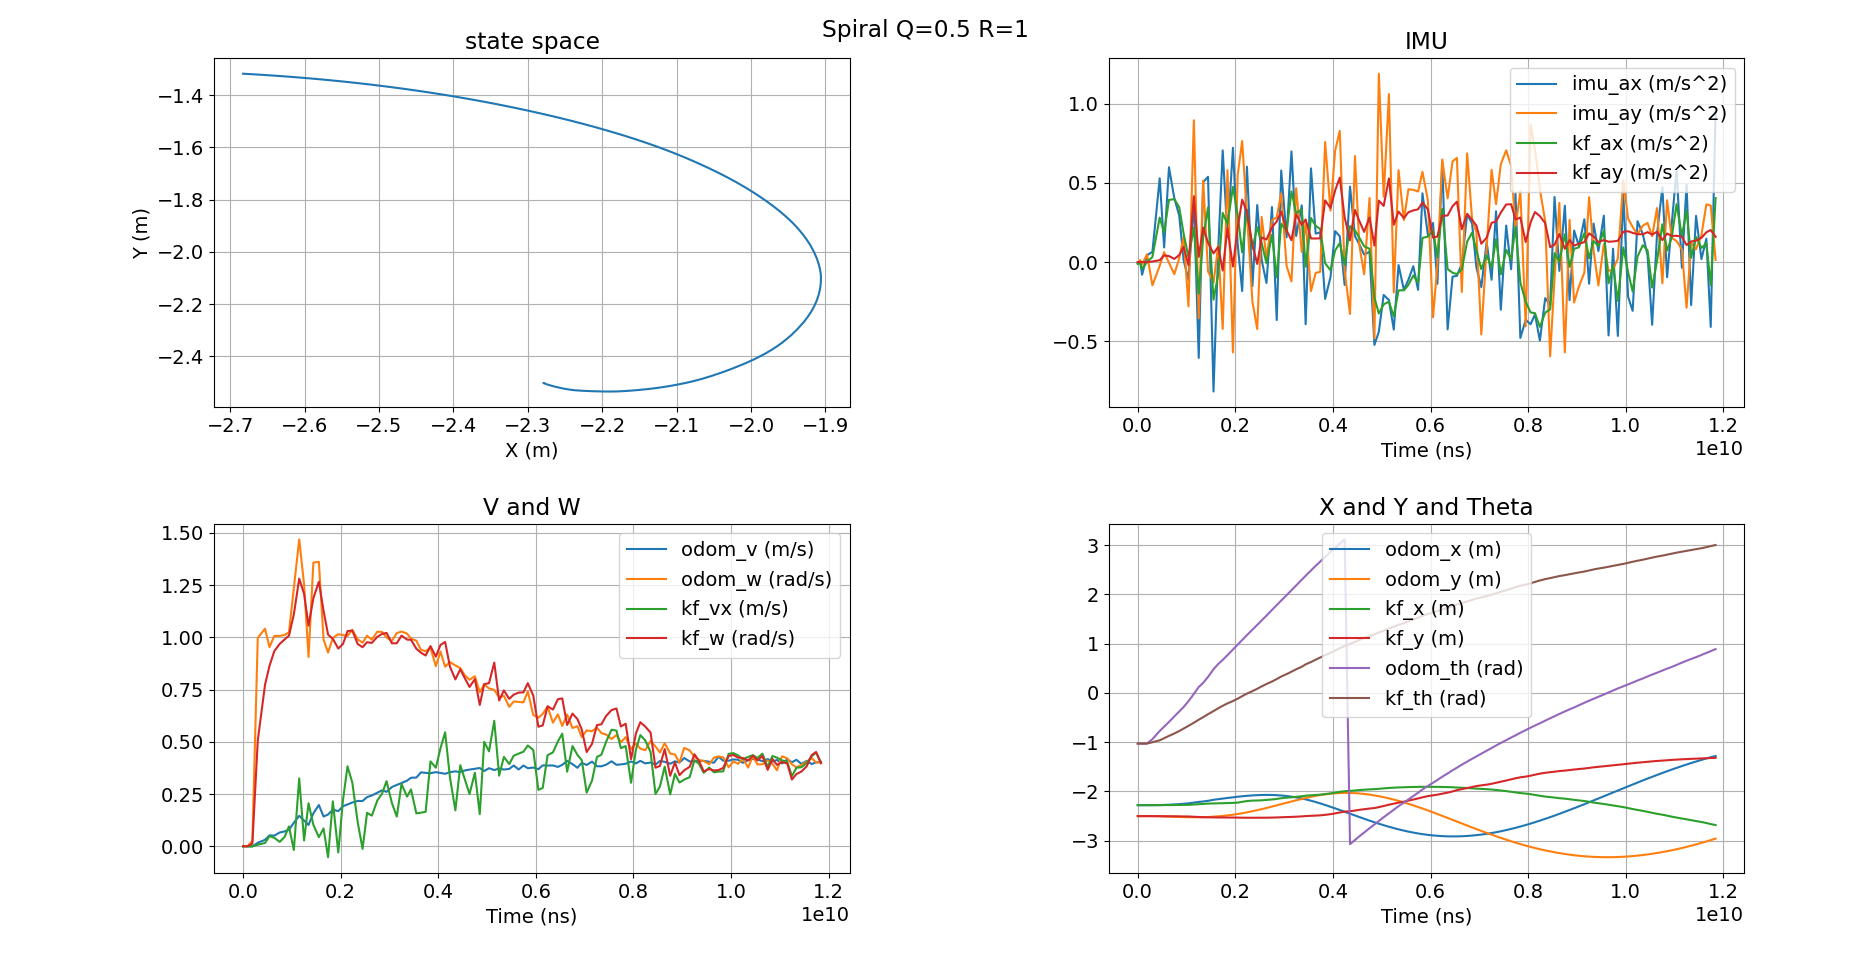 Spiral Q=0.5 R=1
state space
−1.4
−1.6
−1.8
−2.0
−2.2
−2.4
Y (m)
−2.7 −2.6 −2.5 −2.4 −2.3 −2.2 −2.1 −2.0 −1.9
X (m)
IMU
imu_ax (m/s^2)
imu_ay (m/s^2)
kf_ax (m/s^2)
kf_ay (m/s^2)
1.0
0.5
0.0
−0.5
0.0 0.2 0.4 0.6 0.8 1.0 1.2
Time (ns)
1e10
V and W
odom_v (m/s)
odom_w (rad/s)
kf_vx (m/s)
kf_w (rad/s)
1.50
1.25
1.00
0.75
0.50
0.25
0.00
0.0 0.2 0.4 0.6 0.8 1.0 1.2
Time (ns)
1e10
X and Y and Theta
odom_x (m)
odom_y (m)
kf_x (m)
kf_y (m)
odom_th (rad)
kf_th (rad)
3
2
1
0
−1
−2
−3
0.0 0.2 0.4 0.6 0.8 1.0 1.2
Time (ns)
1e10